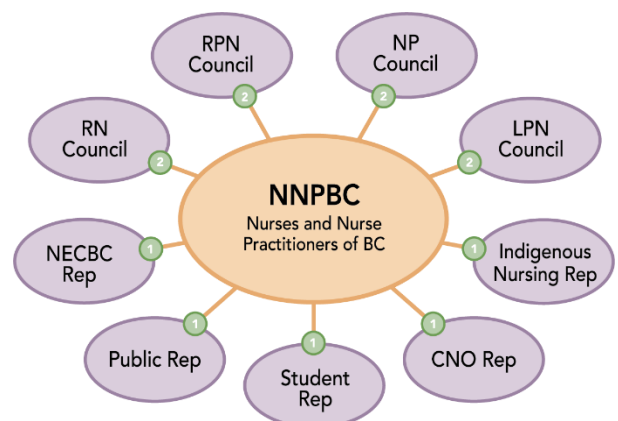 RPN
Council
2
NP
Council
2
RN
Council
2
LPN
Council
2
NNPBC
Nurses and Nurse
Practitioners of BC
NECBC
Rep
1
Indigenous
Nursing Rep
1
Public Rep
1
Student
Rep
1
CNO Rep
1